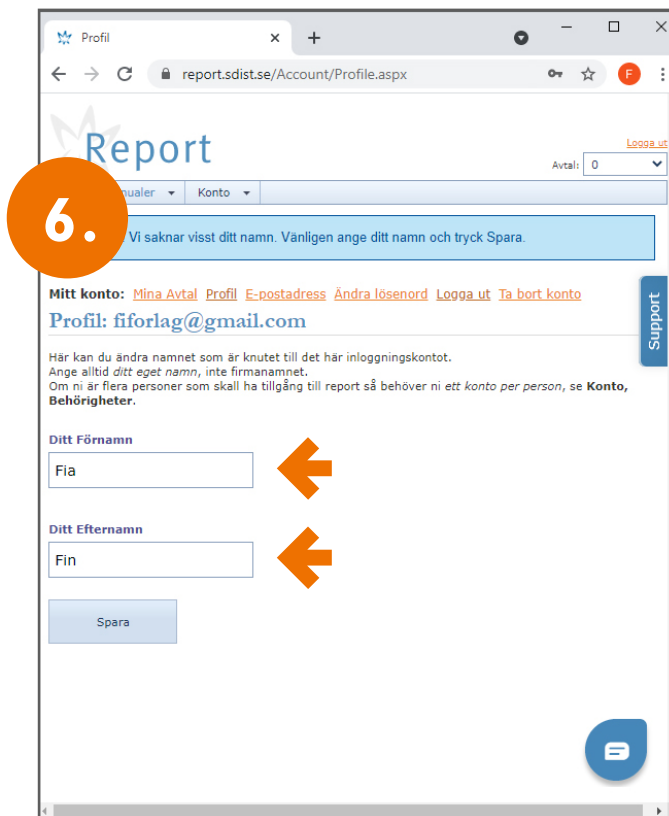 Profil
report.sdist.se/Account/Profile.aspx
F
Report
Logga ut
Avtal: 0
nualer Konto
6.
Vi saknar visst ditt namn. Vänligen ange ditt namn och tryck Spara.
Mitt konto: Mina Avtal Profil E-postadress Ändra lösenord Logga ut Ta bort konto
Support
Profil: fiforlag@gmail.com
Här kan du ändra namnet som är knutet till det här inloggningskontot.
Ange alltid ditt eget namn, inte firmanamnet.
Om ni är flera personer som skall ha tillgång till report så behöver ni ett konto per person, se Konto,
Behörigheter.
Ditt Förnamn
Fia
Ditt Efternamn
Fin
Spara